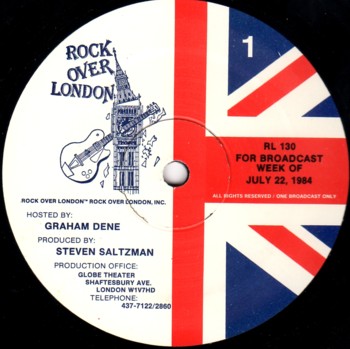 ROCK
OVER
LONDON
1
RL 130
FOR BROADCAST
WEEK OF
JULY 22, 1984
ALL RIGHTS RESERVED / ONE BROADCAST ONLY
ROCK OVER LONDON™ ROCK OVER LONDON, INC.
HOSTED BY:
GRAHAM DENE
PRODUCED BY:
STEVEN SALTZMAN
PRODUCTION OFFICE:
GLOBE THEATER
SHAFTESBURY AVE.
LONDON W1V7HD
TELEPHONE:
437-7122/2860